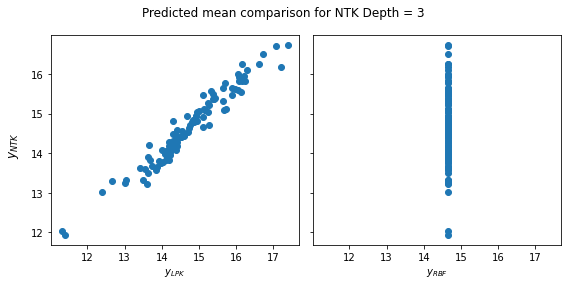 Predicted mean comparison for NTK Depth = 3
y_NTK
16
15
14
13
12
12 13 14 15 16 17
12 13 14 15 16 17
y_LPK
y_RBF